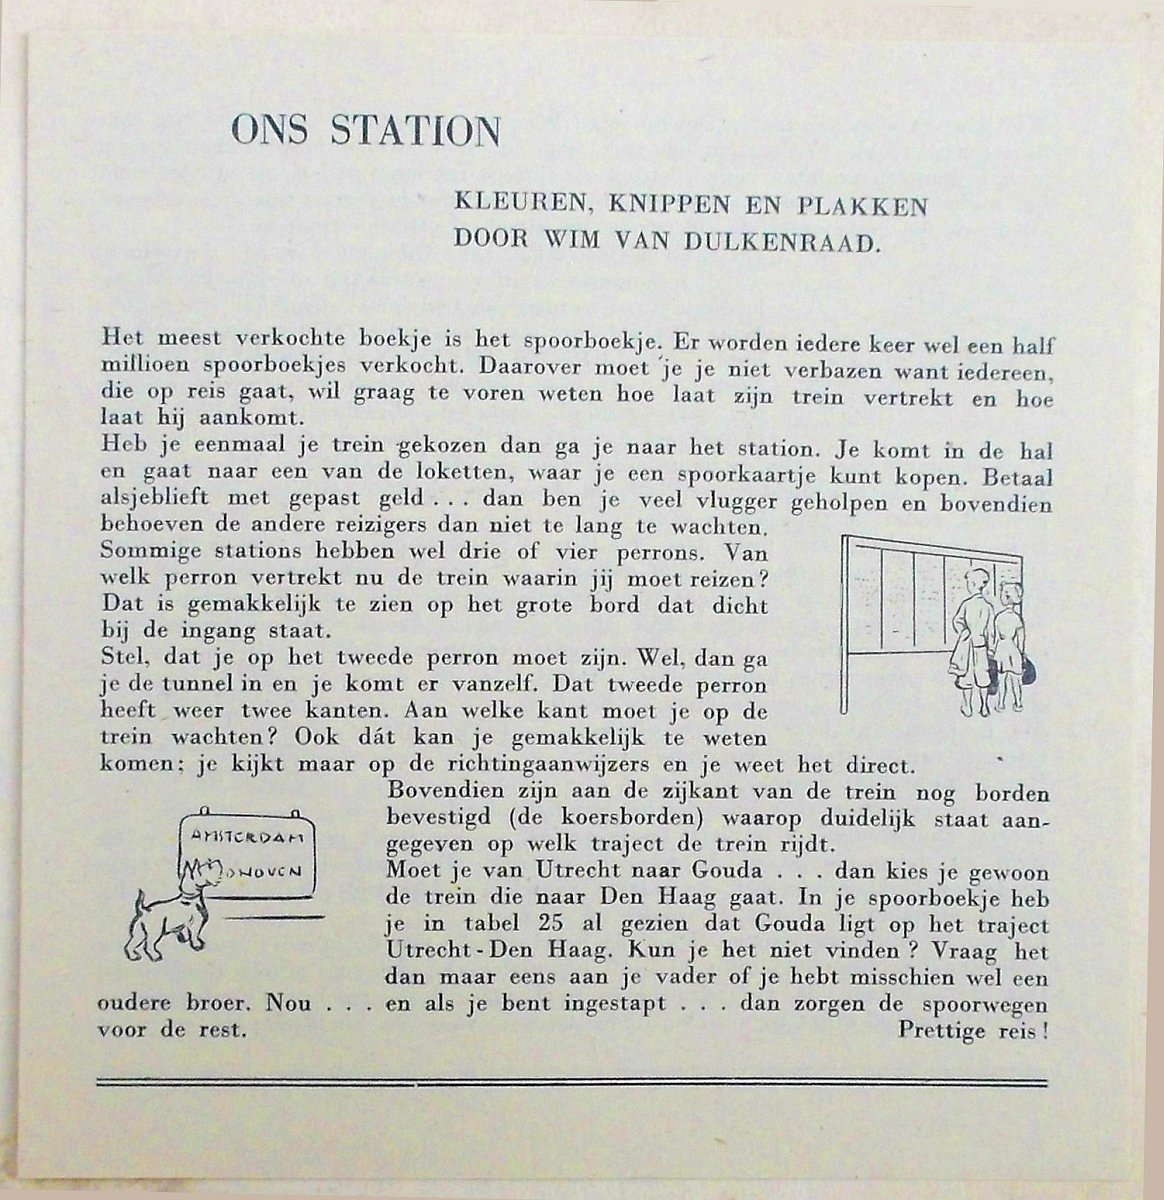 ONS STATION
KLEUREN, KNIPPEN EN PLAKKEN
DOOR WIM VAN DULKENRAAD.
Het meest verkochte boekje is het spoorboekje. Er worden iedere keer wel een half
millioen spoorboekjes verkocht. Daarover moet je je niet verbazen want iedereen,
die op reis gaat, wil graag te voren weten hoe laat zijn trein vertrekt en hoe
laat hij aankomt.
Heb je eenmaal je trein gekozen dan ga je naar het station. Je komt in de hal
en gaat naar een van de loketten, waar je een spoorkaartje kunt kopen. Betaal
alsjeblieft met gepast geld . . . dan ben je veel vlugger geholpen en bovendien
behoeven de andere reizigers dan niet te lang te wachten.
Sommige stations hebben wel drie of vier perrons. Van
welk perron vertrekt nu de trein waarin jij moet reizen?
Dat is gemakkelijk te zien op het grote bord dat dicht
bij de ingang staat.
Stel, dat je op het tweede perron moet zijn. Wel, dan ga
je de tunnel in en je komt er vanzelf. Dat tweede perron
heeft weer twee kanten. Aan welke kant moet je op de
trein wachten? Ook dát kan je gemakkelijk te weten
komen; je kijkt maar op de richtingaanwijzers en je weet het direct.
Bovendien zijn aan de zijkant van de trein nog borden
bevestigd (de koersborden) waarop duidelijk staat aan-
gegeven op welk traject de trein rijdt.
Moet je van Utrecht naar Gouda . . . dan kies je gewoon
de trein die naar Den Haag gaat. In je spoorboekje heb
je in tabel 25 al gezien dat Gouda ligt op het traject
Utrecht - Den Haag. Kun je het niet vinden? Vraag het
dan maar eens aan je vader of je hebt misschien wel een
oudere broer. Nou . . . en als je bent ingestapt . . . dan zorgen de spoorwegen
voor de rest. Prettige reis!
AMSTERDAM
DHOVEN